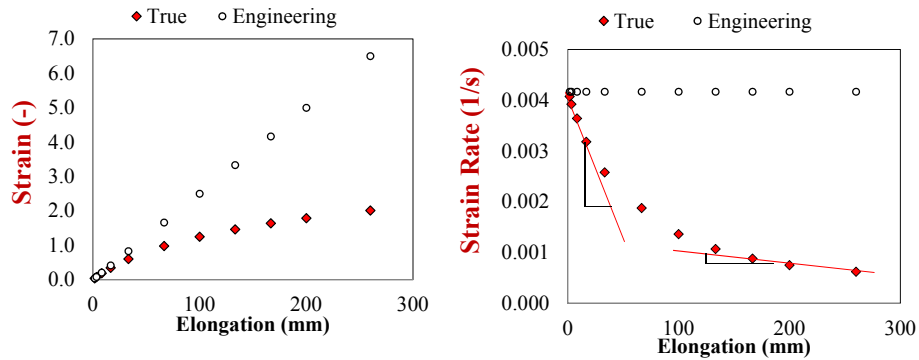 True Engineering
7.0
6.0
5.0
4.0
3.0
2.0
1.0
0.0
0 100 200 300
Strain (-)
Elongation (mm)
True Engineering
0.005
0.004
0.003
0.002
0.001
0.000
0 100 200 300
Strain Rate (1/s)
Elongation (mm)